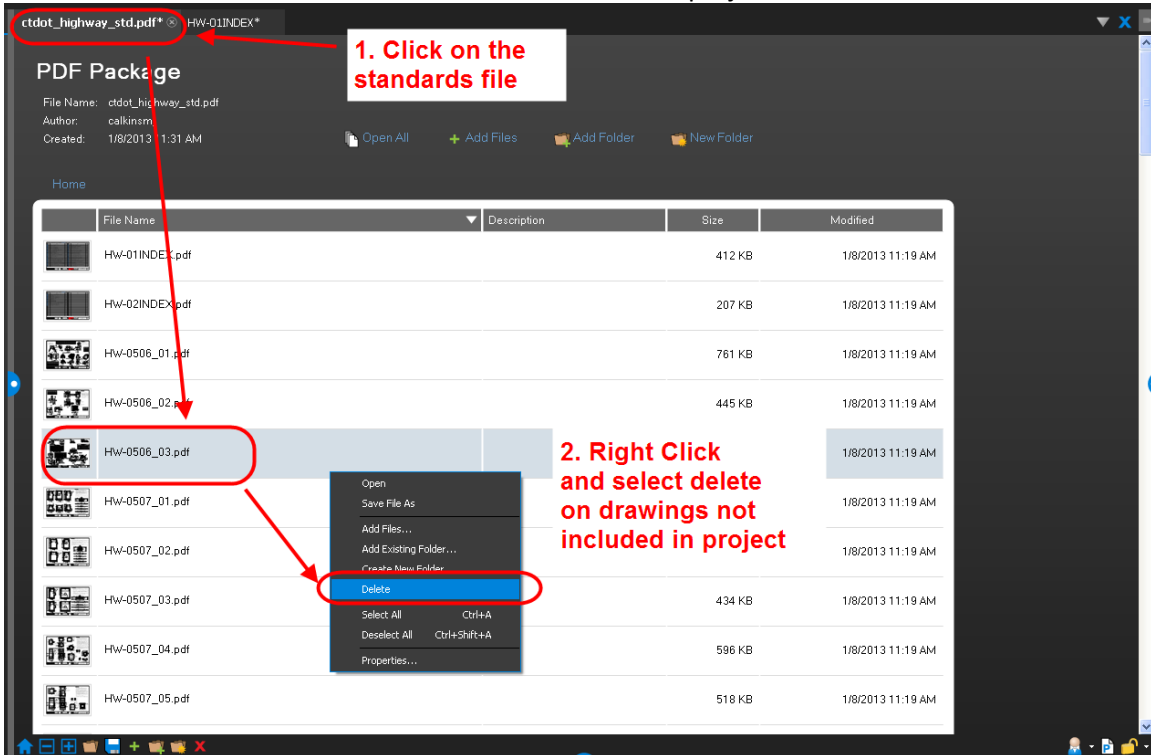 ctdot_highway_std.pdf* HW-01INDEX*
1. Click on the
standards file
PDF Package
File Name: ctdot_highway_std.pdf
Author: calkinsm
Created: 1/8/2013 11:31 AM
Open All Add Files Add Folder New Folder
Home
File Name Description Size Modified
HW-01INDEX.pdf 412 KB 1/8/2013 11:19 AM
HW-02INDEX.pdf 207 KB 1/8/2013 11:19 AM
HW-0506_01.pdf 761 KB 1/8/2013 11:19 AM
HW-0506_02.pdf 445 KB 1/8/2013 11:19 AM
HW-0506_03.pdf 1/8/2013 11:19 AM
2. Right Click
and select delete
on drawings not
included in project
HW-0507_01.pdf 1/8/2013 11:19 AM
HW-0507_02.pdf 1/8/2013 11:19 AM
HW-0507_03.pdf 434 KB 1/8/2013 11:19 AM
HW-0507_04.pdf 596 KB 1/8/2013 11:19 AM
HW-0507_05.pdf 518 KB 1/8/2013 11:19 AM
Open
Save File As
Add Files...
Add Existing Folder...
Create New Folder
Delete
Select All Ctrl+A
Deselect All Ctrl+Shift+A
Properties...